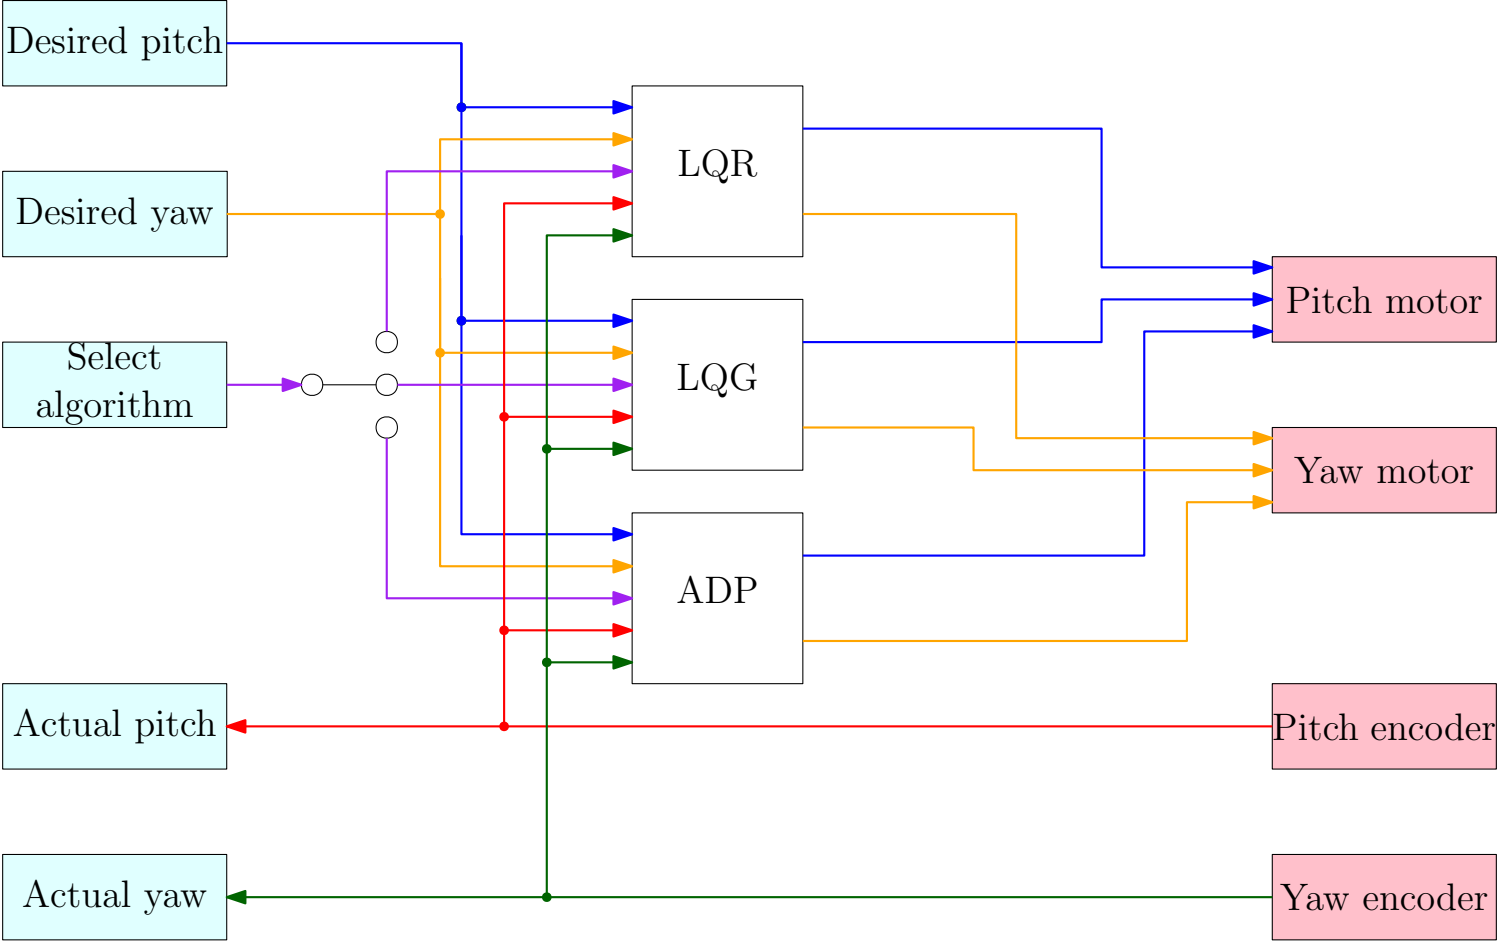 Desired pitch
LQR
Desired yaw
Pitch motor
Select
algorithm
LQG
Yaw motor
ADP
Actual pitch
Pitch encoder
Actual yaw
Yaw encoder